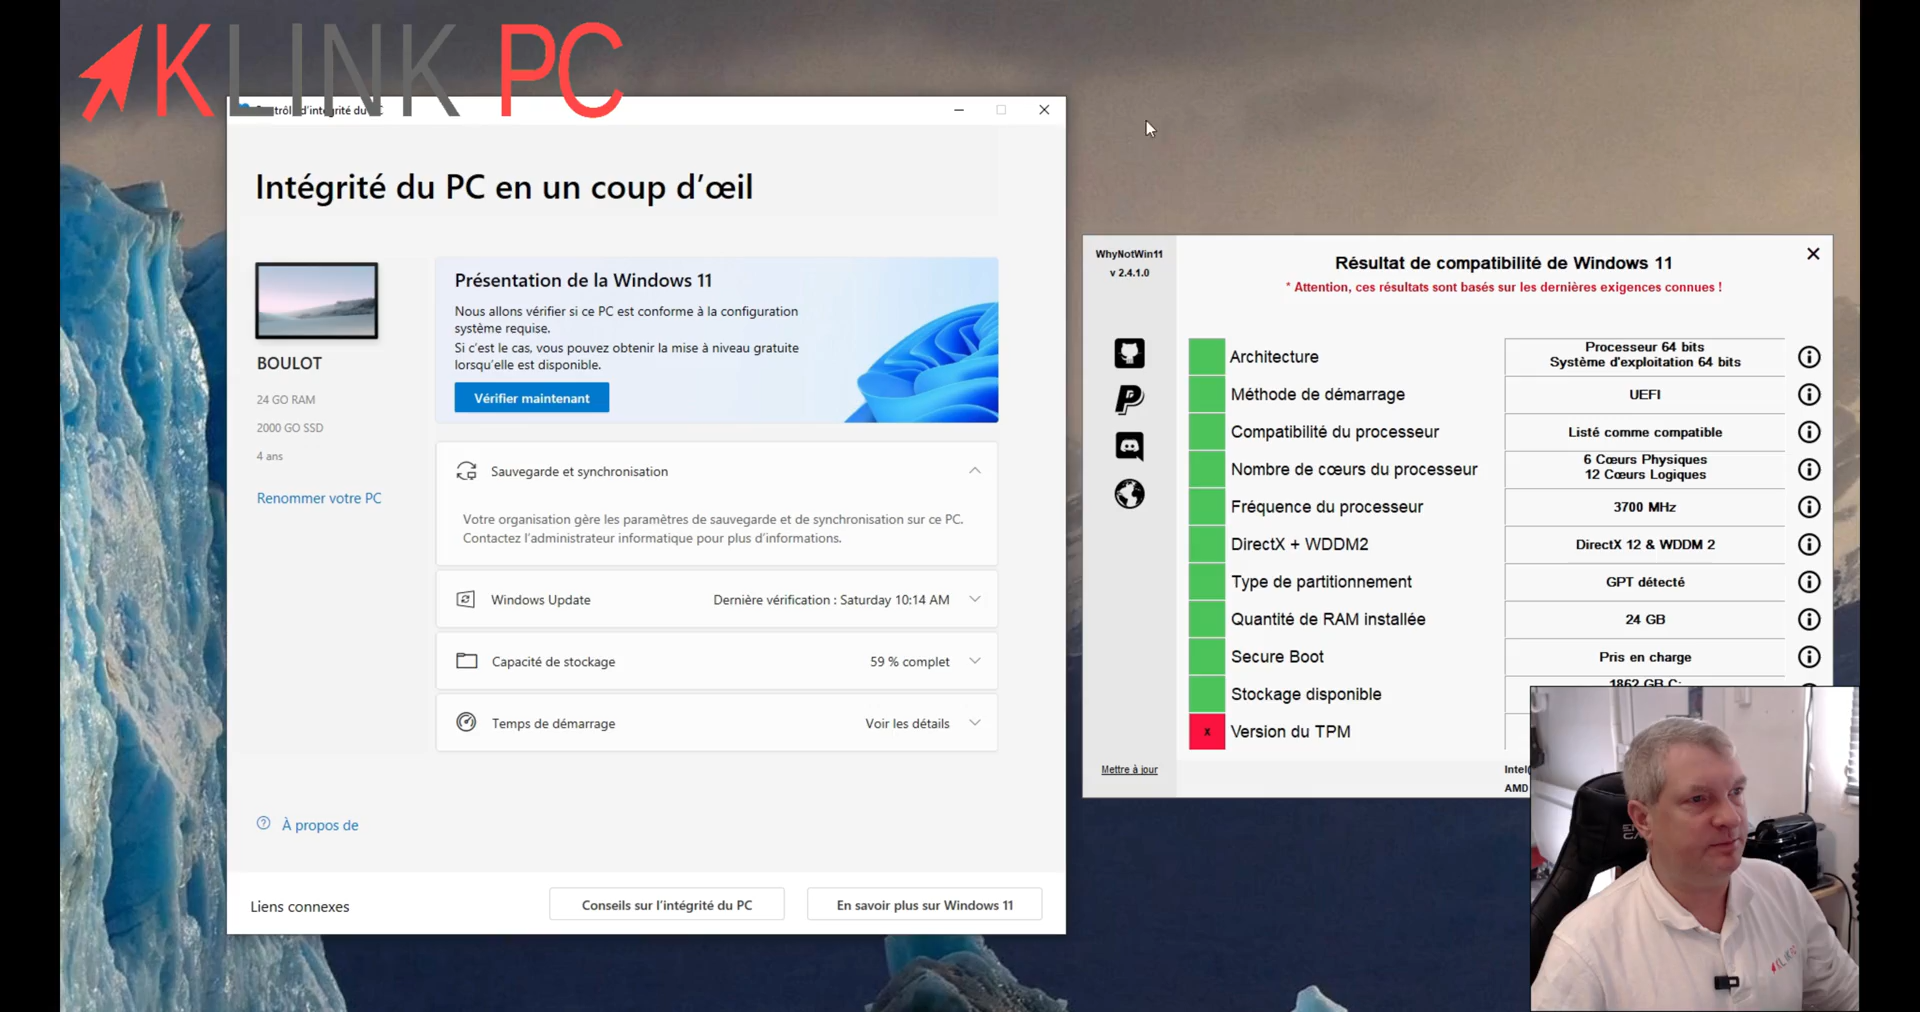 KLINK PC
Intégrité du PC en un coup d’œil
BOULOT
24 GO RAM
2000 GO SSD
4 ans
Renommer votre PC
Présentation de la Windows 11
Nous allons vérifier si ce PC est conforme à la configuration
système requise.
Si c’est le cas, vous pouvez obtenir la mise à niveau gratuite
lorsqu’elle est disponible.
Vérifier maintenant
Sauvegarde et synchronisation
Votre organisation gère les paramètres de sauvegarde et de synchronisation sur ce PC.
Contactez l’administrateur informatique pour plus d’informations.
Windows Update Dernière vérification : Saturday 10:14 AM
Capacité de stockage 59 % complet
Temps de démarrage Voir les détails
À propos de
Liens connexes
Conseils sur l’intégrité du PC
En savoir plus sur Windows 11
WhyNotWin11
v 2.4.1.0
Mettre à jour
Résultat de compatibilité de Windows 11
* Attention, ces résultats sont basés sur les dernières exigences connues !
Architecture
Processeur 64 bits
Système d'exploitation 64 bits
Méthode de démarrage UEFI
Compatibilité du processeur Listé comme compatible
Nombre de cœurs du processeur
6 Cœurs Physiques
12 Cœurs Logiques
Fréquence du processeur 3700 MHz
DirectX + WDDM2 DirectX 12 & WDDM 2
Type de partitionnement GPT détecté
Quantité de RAM installée 24 GB
Secure Boot Pris en charge
Stockage disponible 1862 GB C:
X Version du TPM
AMD
KLINK PC